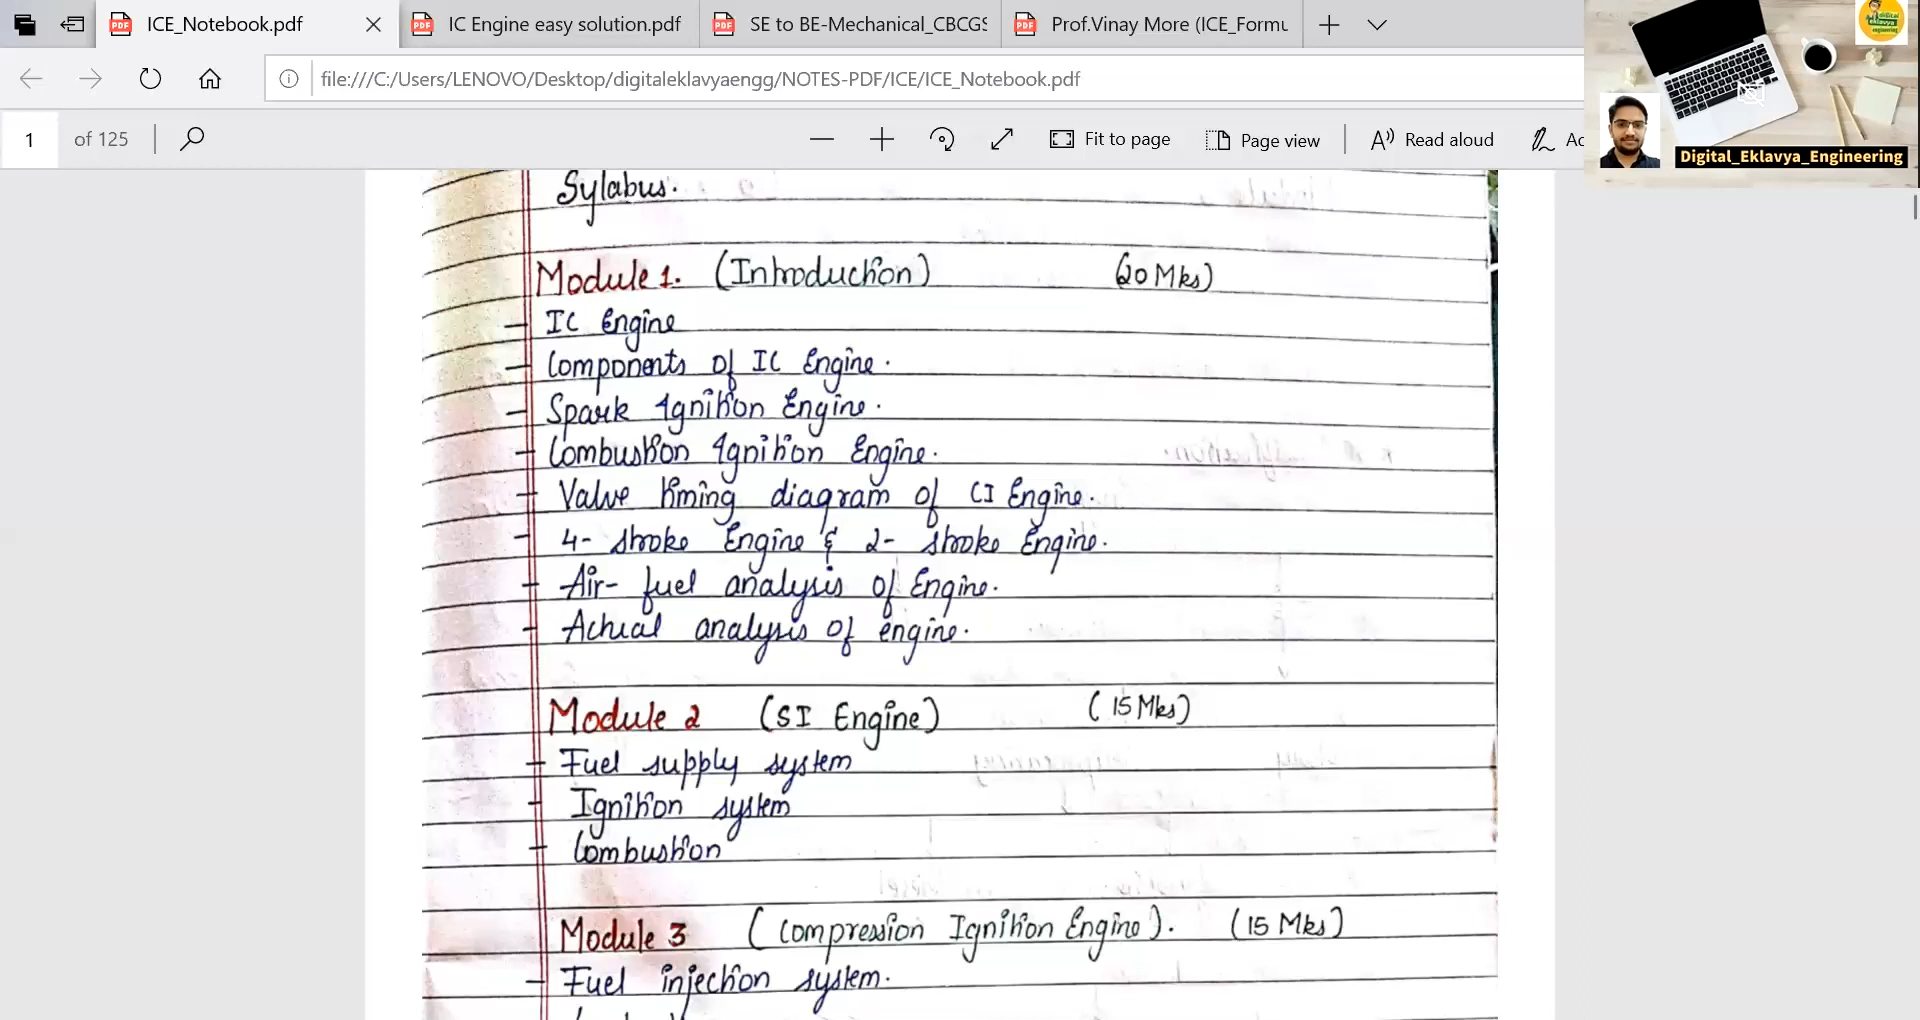 ICE_Notebook.pdf
IC Engine easy solution.pdf
SE to BE-Mechanical_CBCGS
Prof.Vinay More (ICE_Formu
file:///C:/Users/LENOVO/Desktop/digitaleklavyaengg/NOTES-PDF/ICE/ICE_Notebook.pdf
1 of 125
Fit to page
Page view
Read aloud
Ac
Digital_Eklavya_Engineering
Sylabus.
Module 1. (Introduction) (20 Mks)
- IC Engine
- Components of IC Engine.
- Spark Ignition Engine.
- Combustion Ignition Engine.
- Valve timing diagram of CI Engine.
- 4- stroke Engine & 2- stroke Engine.
- Air- fuel analysis of Engine.
- Actual analysis of engine.
Module 2 (SI Engine) (15 Mks)
- Fuel supply system
- Ignition system
- Combustion
Module 3 (Compression Ignition Engine). (15 Mks)
- Fuel injection system.